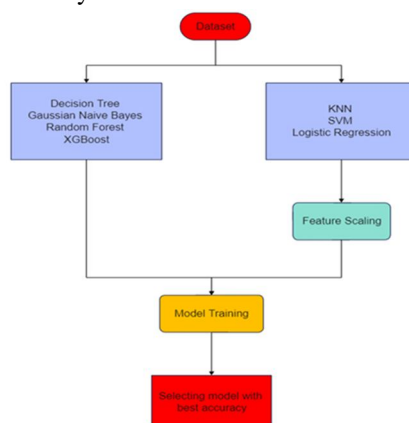 Dataset
Decision Tree
Gaussian Naive Bayes
Random Forest
XGBoost
KNN
SVM
Logistic Regression
Feature Scaling
Model Training
Selecting model with
best accuracy